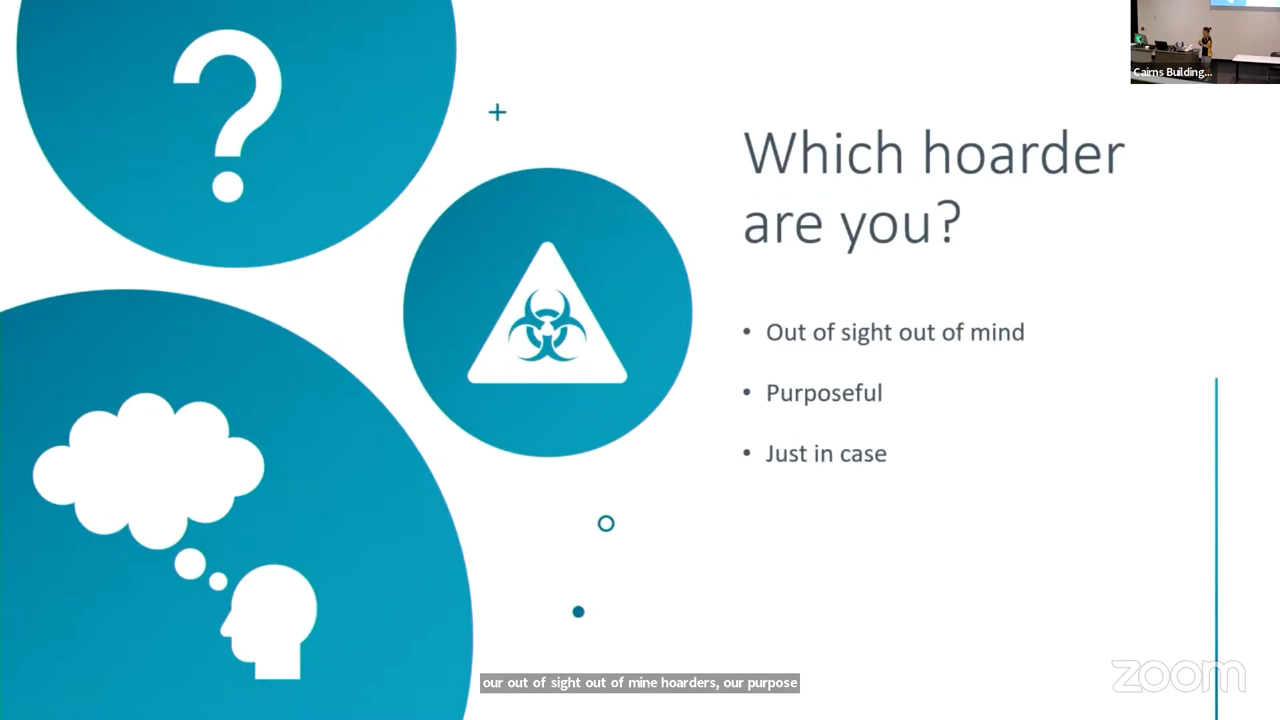 Cairns Building...
Which hoarder
are you?
• Out of sight out of mind
• Purposeful
• Just in case
our out of sight out of mine hoarders, our purpose
zoom